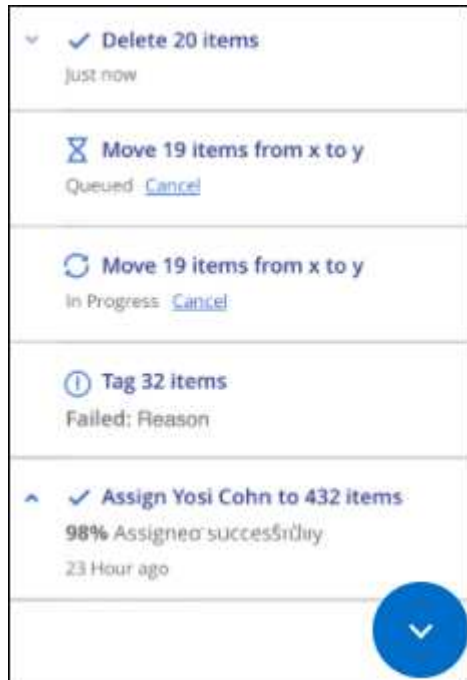 Delete 20 items
Just now
Move 19 items from x to y
Queued Cancel
Move 19 items from x to y
In Progress Cancel
Tag 32 items
Failed: Reason
Assign Yosi Cohn to 432 items
98% Assigned
23 Hour ago